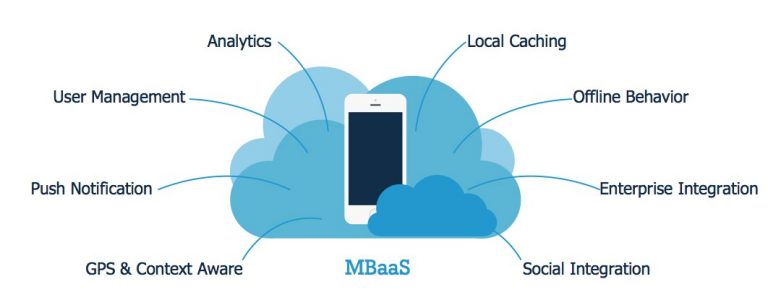 Analytics
Local Caching
User Management
Offline Behavior
Push Notification
Enterprise Integration
GPS & Context Aware
MBaaS
Social Integration